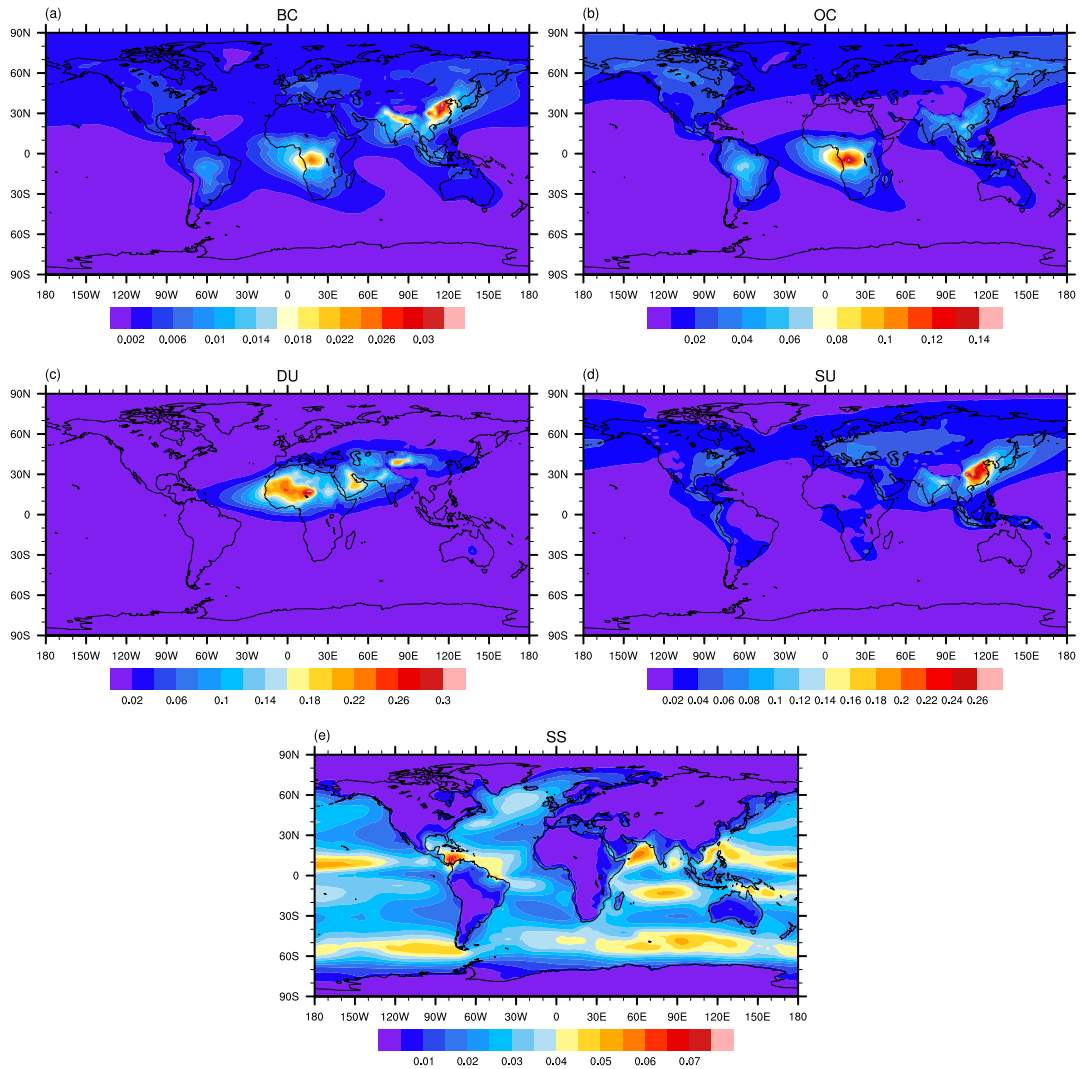 (a) BC
90N
60N
30N
0
30S
60S
90S
180 150W 120W 90W 60W 30W 0 30E 60E 90E 120E 150E 180
0.002 0.006 0.01 0.014 0.018 0.022 0.026 0.03
(b) OC
90N
60N
30N
0
30S
60S
90S
180 150W 120W 90W 60W 30W 0 30E 60E 90E 120E 150E 180
0.02 0.04 0.06 0.08 0.1 0.12 0.14
(c) DU
90N
60N
30N
0
30S
60S
90S
180 150W 120W 90W 60W 30W 0 30E 60E 90E 120E 150E 180
0.02 0.06 0.1 0.14 0.18 0.22 0.26 0.3
(d) SU
90N
60N
30N
0
30S
60S
90S
180 150W 120W 90W 60W 30W 0 30E 60E 90E 120E 150E 180
0.02 0.04 0.06 0.08 0.1 0.12 0.14 0.16 0.18 0.2 0.22 0.24 0.26
(e) SS
90N
60N
30N
0
30S
60S
90S
180 150W 120W 90W 60W 30W 0 30E 60E 90E 120E 150E 180
0.01 0.02 0.03 0.04 0.05 0.06 0.07